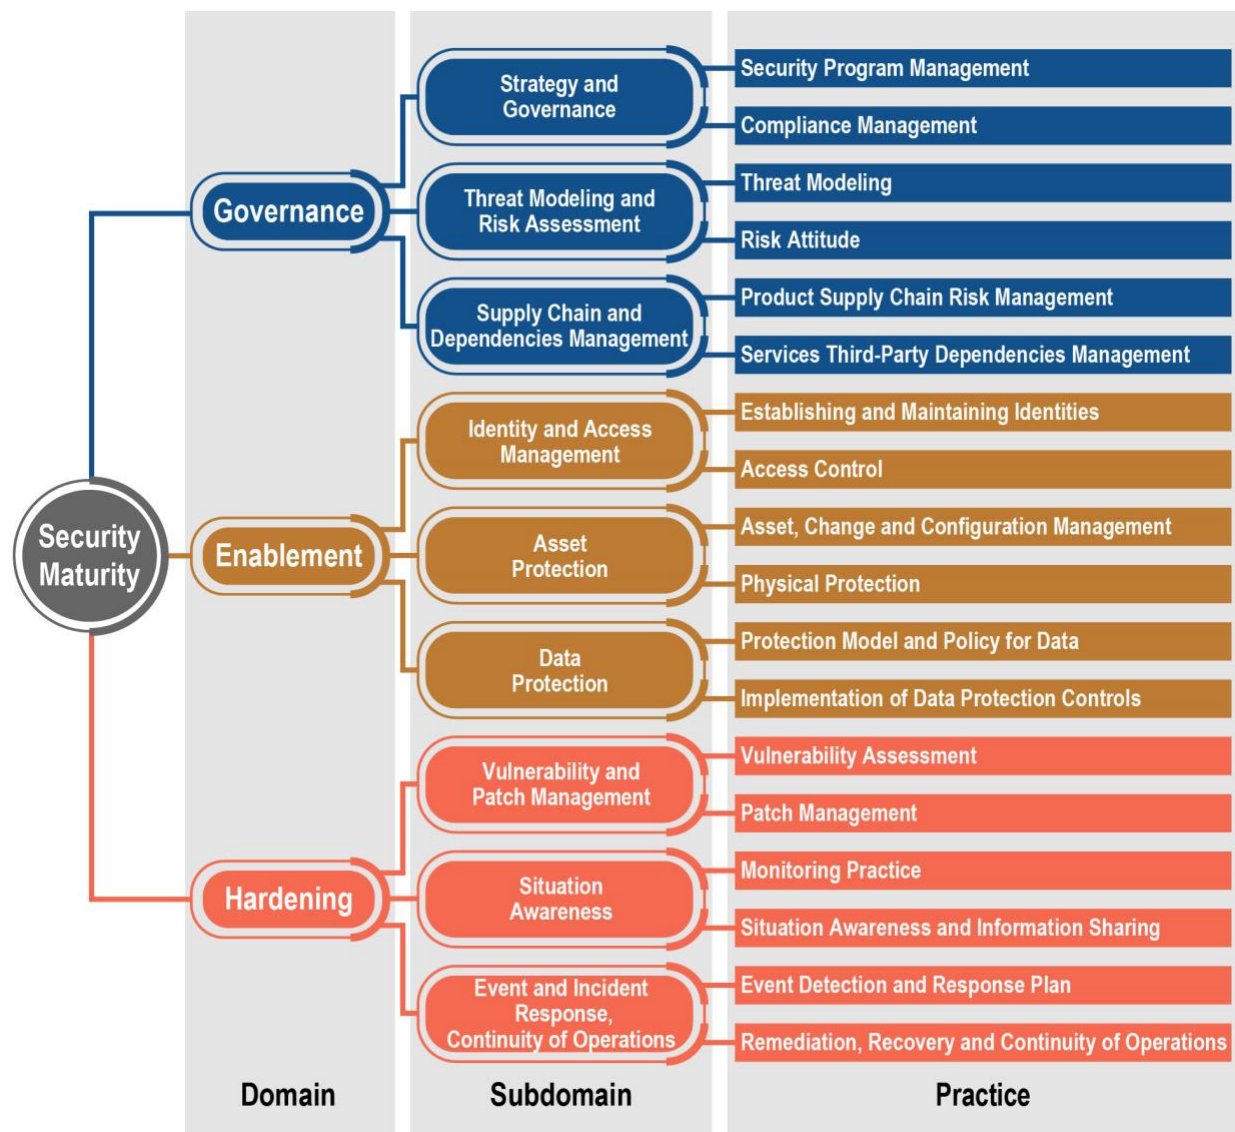 Security
Maturity
Governance
Strategy and
Governance
Security Program Management
Compliance Management
Threat Modeling and
Risk Assessment
Threat Modeling
Risk Attitude
Supply Chain and
Dependencies Management
Product Supply Chain Risk Management
Services Third-Party Dependencies Management
Enablement
Identity and Access
Management
Establishing and Maintaining Identities
Access Control
Asset
Protection
Asset, Change and Configuration Management
Physical Protection
Data
Protection
Protection Model and Policy for Data
Implementation of Data Protection Controls
Hardening
Vulnerability and
Patch Management
Vulnerability Assessment
Patch Management
Situation
Awareness
Monitoring Practice
Situation Awareness and Information Sharing
Event and Incident
Response,
Continuity of Operations
Event Detection and Response Plan
Remediation, Recovery and Continuity of Operations
Domain
Subdomain
Practice